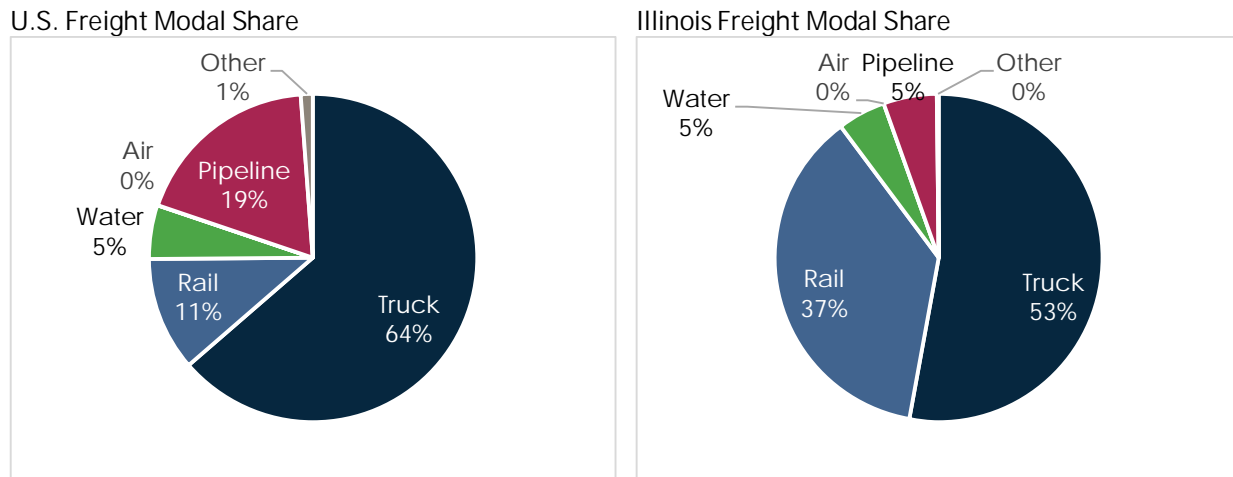 U.S. Freight Modal Share
Other
1%
Air
0%
Pipeline
19%
Water
5%
Rail
11%
Truck
64%
Illinois Freight Modal Share
Air
0%
Pipeline
5%
Other
0%
Water
5%
Rail
37%
Truck
53%